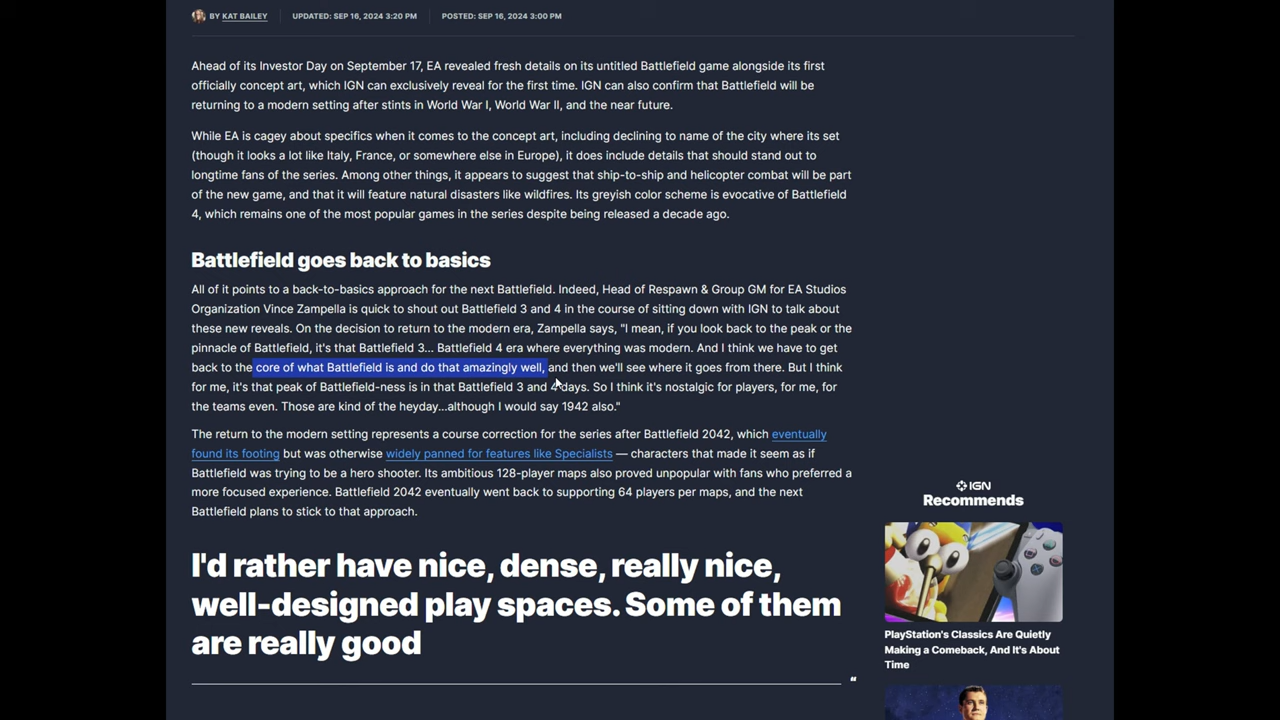 BY KAT BAILEY UPDATED: SEP 16, 2024 3:20 PM POSTED: SEP 16, 2024 3:00 PM
Ahead of its Investor Day on September 17, EA revealed fresh details on its untitled Battlefield game alongside its first
officially concept art, which IGN can exclusively reveal for the first time. IGN can also confirm that Battlefield will be
returning to a modern setting after stints in World War I, World War II, and the near future.
While EA is cagey about specifics when it comes to the concept art, including declining to name of the city where its set
(though it looks a lot like Italy, France, or somewhere else in Europe), it does include details that should stand out to
longtime fans of the series. Among other things, it appears to suggest that ship-to-ship and helicopter combat will be part
of the new game, and that it will feature natural disasters like wildfires. Its greyish color scheme is evocative of Battlefield
4, which remains one of the most popular games in the series despite being released a decade ago.
Battlefield goes back to basics
All of it points to a back-to-basics approach for the next Battlefield. Indeed, Head of Respawn & Group GM for EA Studios
Organization Vince Zampella is quick to shout out Battlefield 3 and 4 in the course of sitting down with IGN to talk about
these new reveals. On the decision to return to the modern era, Zampella says, "I mean, if you look back to the peak or the
pinnacle of Battlefield, it's that Battlefield 3... Battlefield 4 era where everything was modern. And I think we have to get
back to the core of what Battlefield is and do that amazingly well, and then we'll see where it goes from there. But I think
for me, it's that peak of Battlefield-ness is in that Battlefield 3 and 4 days. So I think it's nostalgic for players, for me, for
the teams even. Those are kind of the heyday...although I would say 1942 also."
The return to the modern setting represents a course correction for the series after Battlefield 2042, which eventually
found its footing but was otherwise widely panned for features like Specialists — characters that made it seem as if
Battlefield was trying to be a hero shooter. Its ambitious 128-player maps also proved unpopular with fans who preferred a
more focused experience. Battlefield 2042 eventually went back to supporting 64 players per maps, and the next
Battlefield plans to stick to that approach.
I'd rather have nice, dense, really nice,
well-designed play spaces. Some of them
are really good
“
IGN
Recommends
PlayStation's Classics Are Quietly
Making a Comeback, And It's About
Time